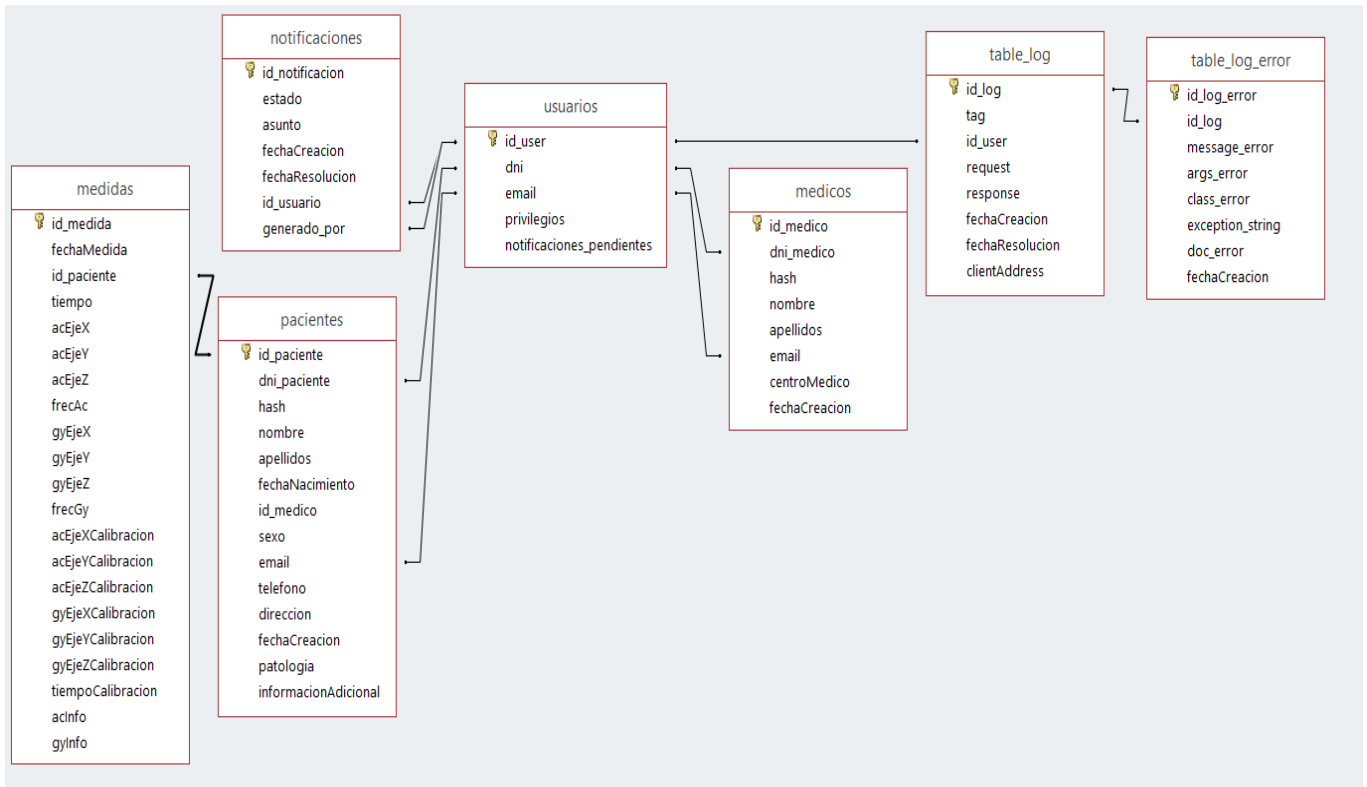 notificaciones
id_notificacion
estado
asunto
fechaCreacion
fechaResolucion
id_usuario
generado_por
usuarios
id_user
dni
email
privilegios
notificaciones_pendientes
table_log
id_log
tag
id_user
request
response
fechaCreacion
fechaResolucion
clientAddress
table_log_error
id_log_error
id_log
message_error
args_error
class_error
exception_string
doc_error
fechaCreacion
medidas
id_medida
fechaMedida
id_paciente
tiempo
acEjeX
acEjeY
acEjeZ
frecAc
gyEjeX
gyEjeY
gyEjeZ
frecGy
acEjeXCalibracion
acEjeYCalibracion
acEjeZCalibracion
gyEjeXCalibracion
gyEjeYCalibracion
gyEjeZCalibracion
tiempoCalibracion
acInfo
gyInfo
pacientes
id_paciente
dni_paciente
hash
nombre
apellidos
fechaNacimiento
id_medico
sexo
email
telefono
direccion
fechaCreacion
patologia
informacionAdicional
medicos
id_medico
dni_medico
hash
nombre
apellidos
email
centroMedico
fechaCreacion